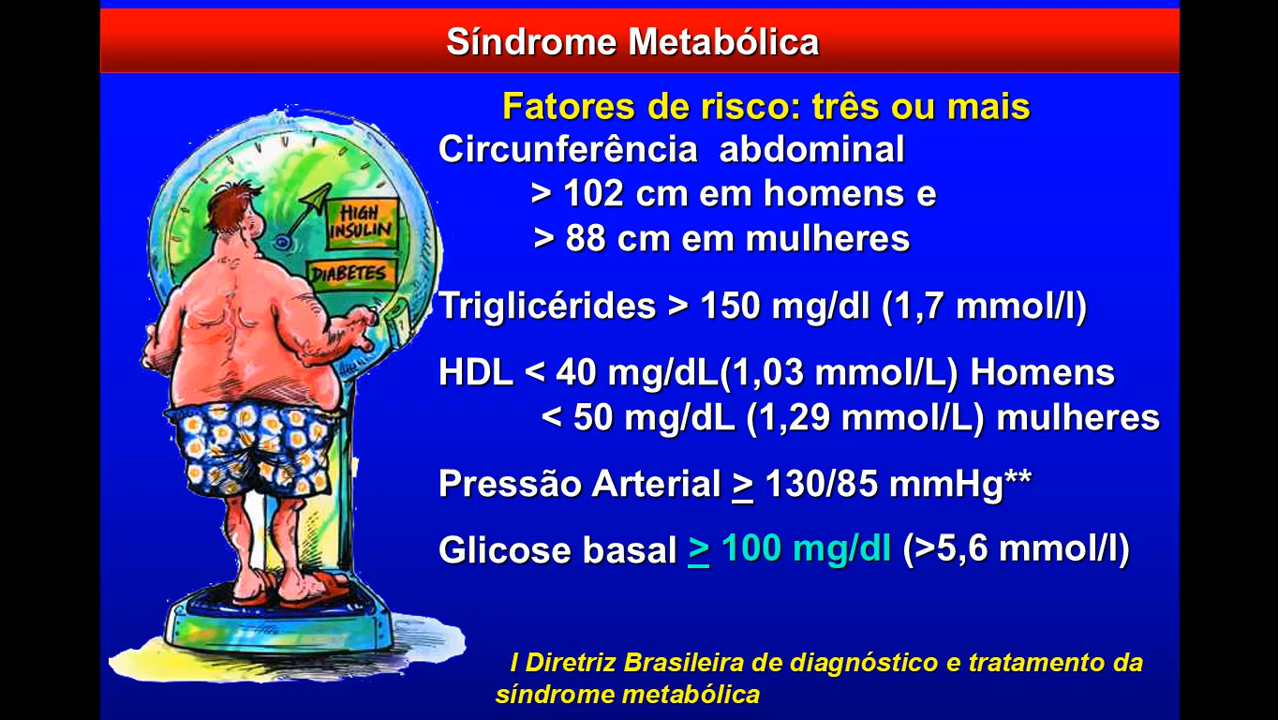 Síndrome Metabólica
Fatores de risco: três ou mais
Circunferência abdominal
> 102 cm em homens e
> 88 cm em mulheres
HIGH
INSULIN
DIABETES
Triglicérides > 150 mg/dl (1,7 mmol/l)
HDL < 40 mg/dL(1,03 mmol/L) Homens
< 50 mg/dL (1,29 mmol/L) mulheres
Pressão Arterial ≥ 130/85 mmHg**
Glicose basal ≥ 100 mg/dl (>5,6 mmol/l)
I Diretriz Brasileira de diagnóstico e tratamento da
síndrome metabólica